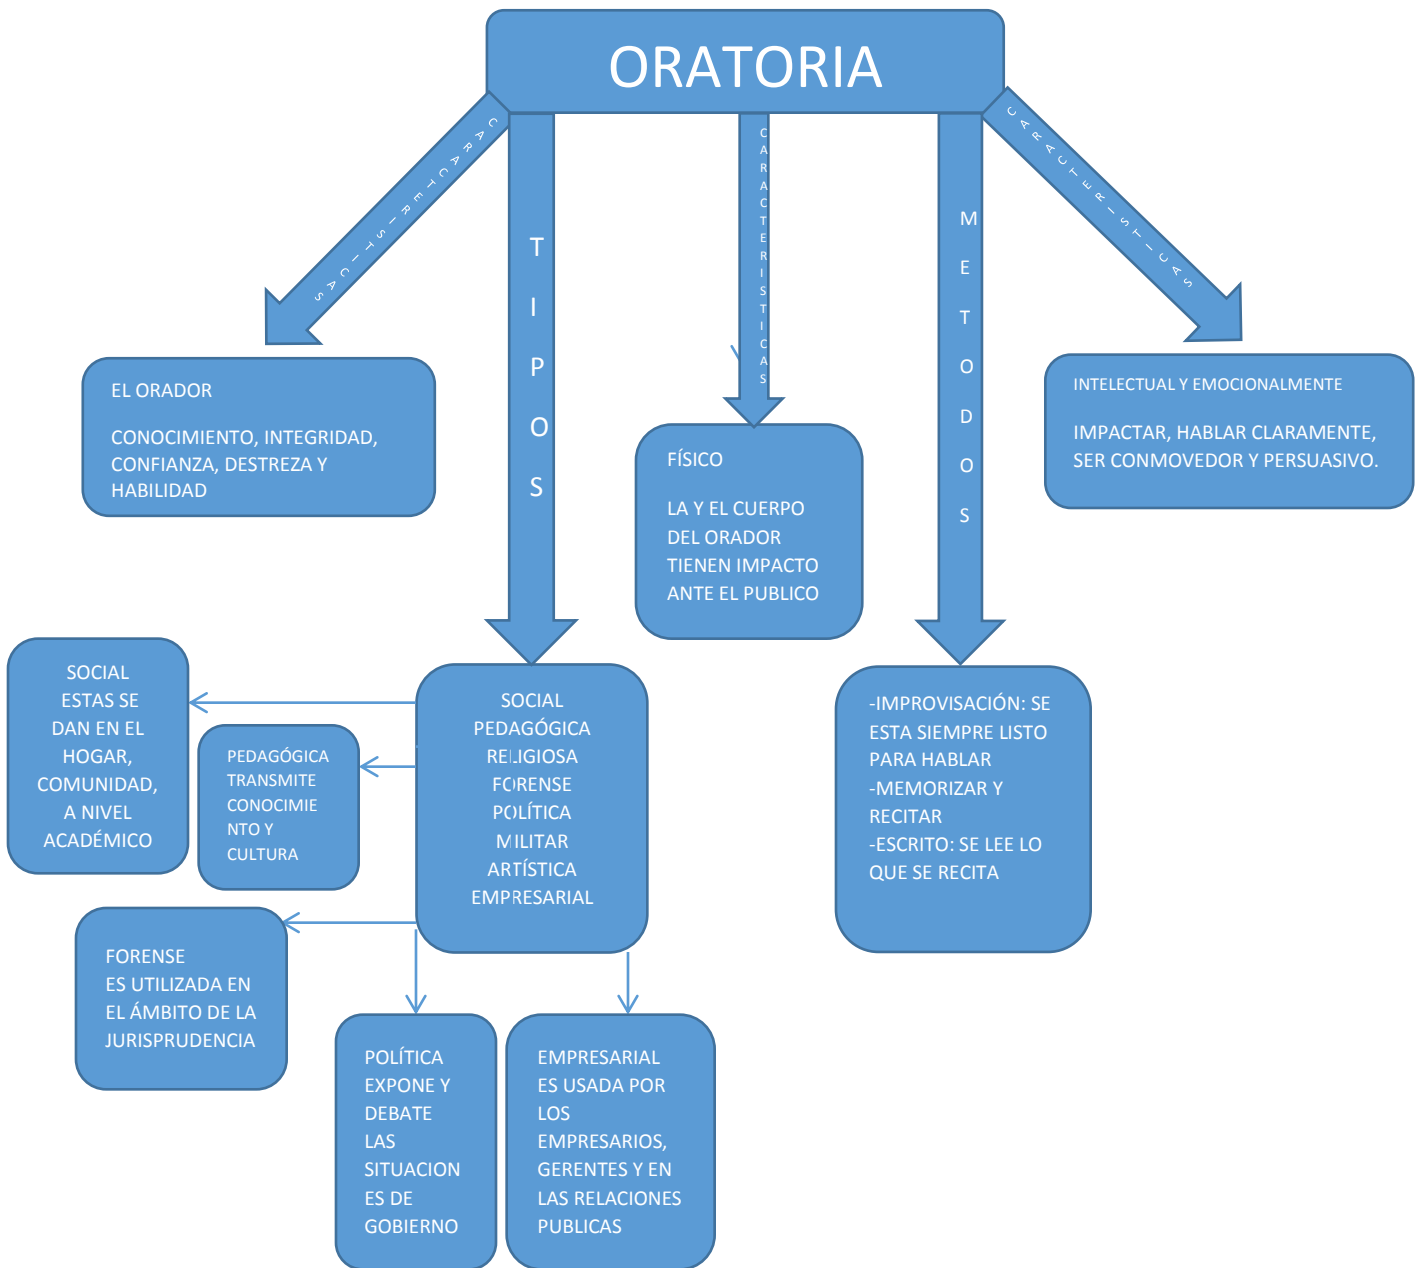 ORATORIA
CARACTERISTICAS
TIPOS
CARACTERISTICAS
METODOS
CARACTERISTICAS
EL ORADOR
CONOCIMIENTO, INTEGRIDAD,
CONFIANZA, DESTREZA Y
HABILIDAD
FÍSICO
LA Y EL CUERPO
DEL ORADOR
TIENEN IMPACTO
ANTE EL PUBLICO
INTELECTUAL Y EMOCIONALMENTE
IMPACTAR, HABLAR CLARAMENTE,
SER CONMOVEDOR Y PERSUASIVO.
SOCIAL
ESTAS SE
DAN EN EL
HOGAR,
COMUNIDAD,
A NIVEL
ACADÉMICO
PEDAGÓGICA
TRANSMITE
CONOCIMIE
NTO Y
CULTURA
SOCIAL
PEDAGÓGICA
RELIGIOSA
FORENSE
POLÍTICA
MILITAR
ARTÍSTICA
EMPRESARIAL
-IMPROVISACIÓN: SE
ESTA SIEMPRE LISTO
PARA HABLAR
-MEMORIZAR Y
RECITAR
-ESCRITO: SE LEE LO
QUE SE RECITA
FORENSE
ES UTILIZADA EN
EL ÁMBITO DE LA
JURISPRUDENCIA
POLÍTICA
EXPONE Y
DEBATE
LAS
SITUACION
ES DE
GOBIERNO
EMPRESARIAL
ES USADA POR
LOS
EMPRESARIOS,
GERENTES Y EN
LAS RELACIONES
PUBLICAS